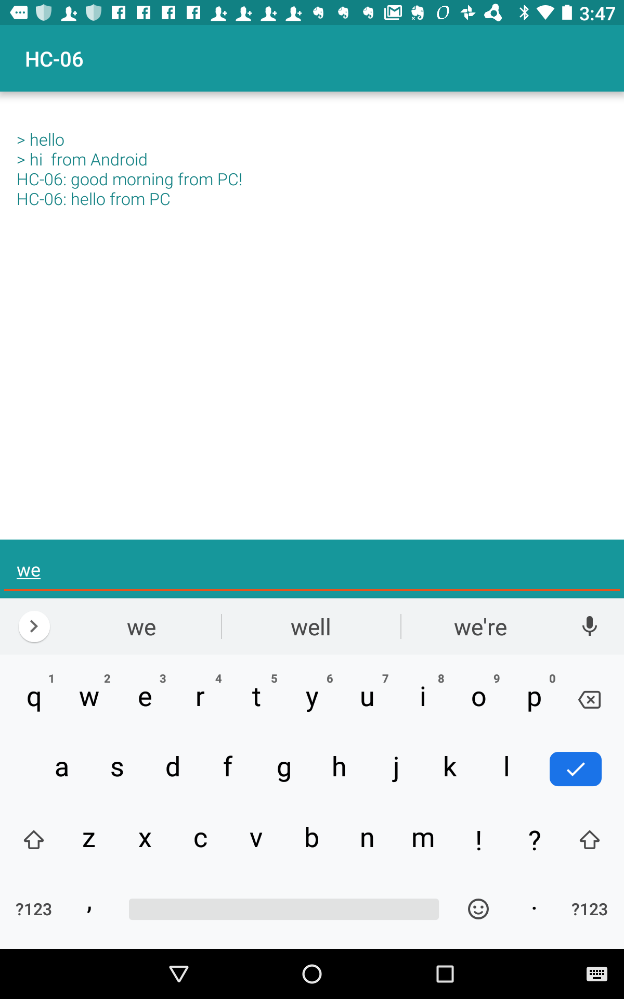 3:47
HC-06
> hello
> hi  from Android
HC-06: good morning from PC!
HC-06: hello from PC
we
we well we're
1 2 3 4 5 6 7 8 9 0
q w e r t y u i o p
a s d f g h j k l
z x c v b n m ! ?
?123 , . ?123